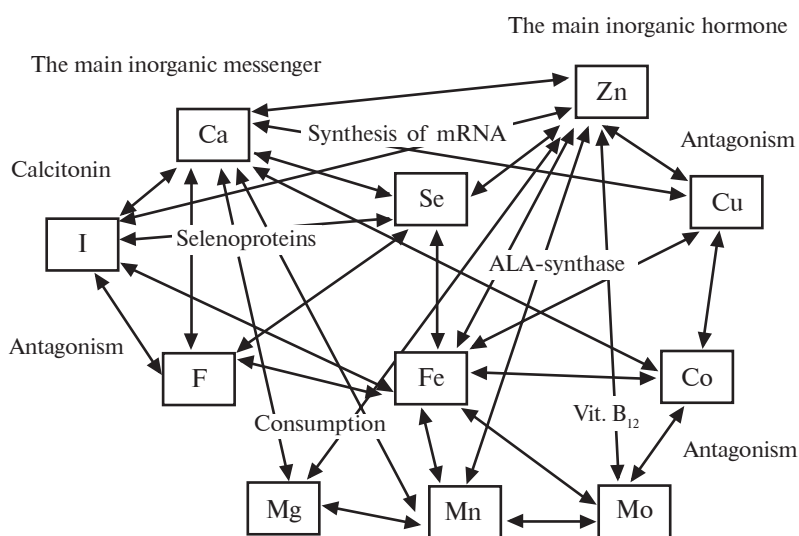 The main inorganic hormone
The main inorganic messenger
Zn
Ca
Synthesis of mRNA
Antagonism
Calcitonin
Se
Cu
I
Selenoproteins
ALA-synthase
Antagonism
F
Fe
Co
Consumption
Vit. B12
Antagonism
Mg
Mn
Mo